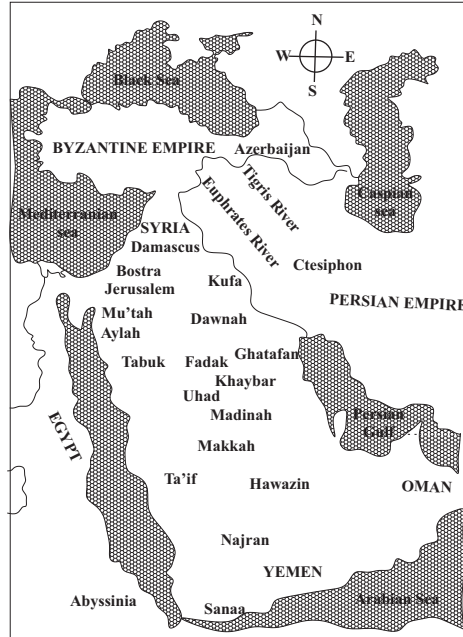 N
W E
S
Black Sea
BYZANTINE EMPIRE
Azerbaijan
Tigris River
Euphrates River
Caspian
sea
Mediterranian
sea
SYRIA
Damascus
Ctesiphon
Bostra
Jerusalem
Kufa
PERSIAN EMPIRE
Mu'tah
Aylah
Dawnah
Tabuk
Fadak
Ghatafan
Khaybar
Uhad
Madinah
Persian
Gulf
EGYPT
Makkah
Ta'if
Hawazin
OMAN
Najran
YEMEN
Abyssinia
Sanaa
Arabian Sea